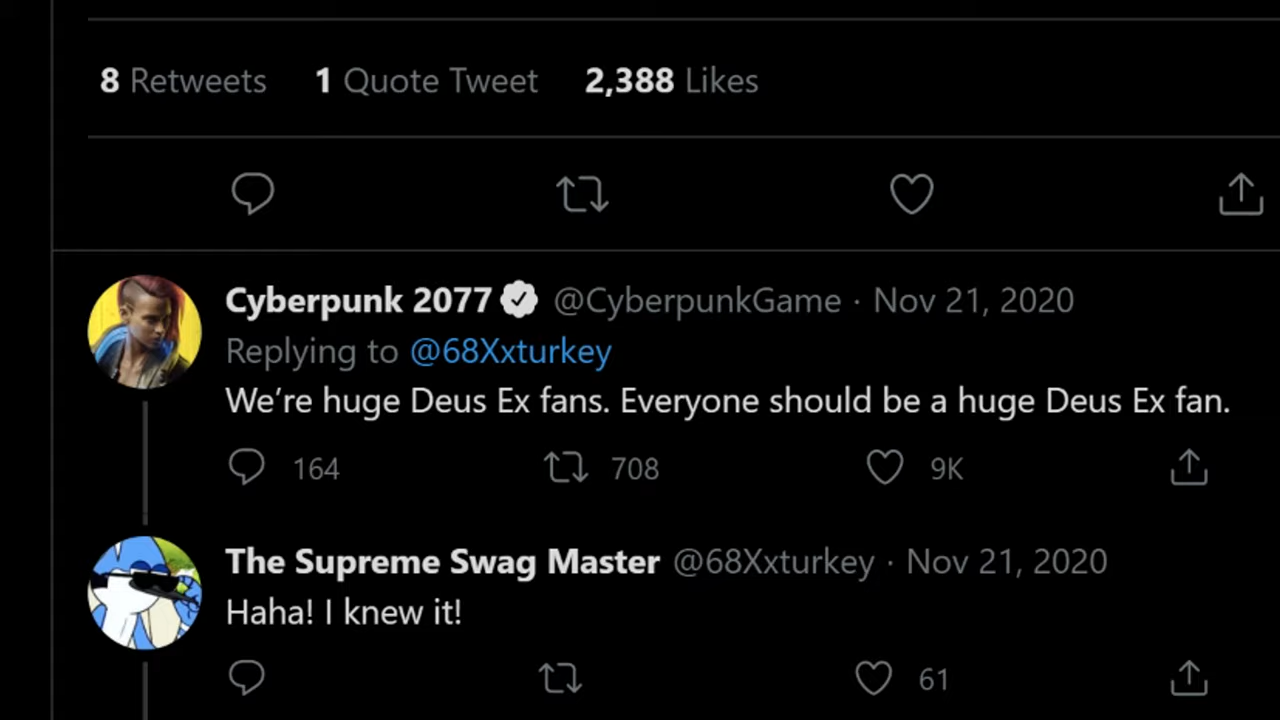 8 Retweets 1 Quote Tweet 2,388 Likes
Cyberpunk 2077 @CyberpunkGame · Nov 21, 2020
Replying to @68Xxturkey
We’re huge Deus Ex fans. Everyone should be a huge Deus Ex fan.
164 708 9K
The Supreme Swag Master @68Xxturkey · Nov 21, 2020
Haha! I knew it!
61